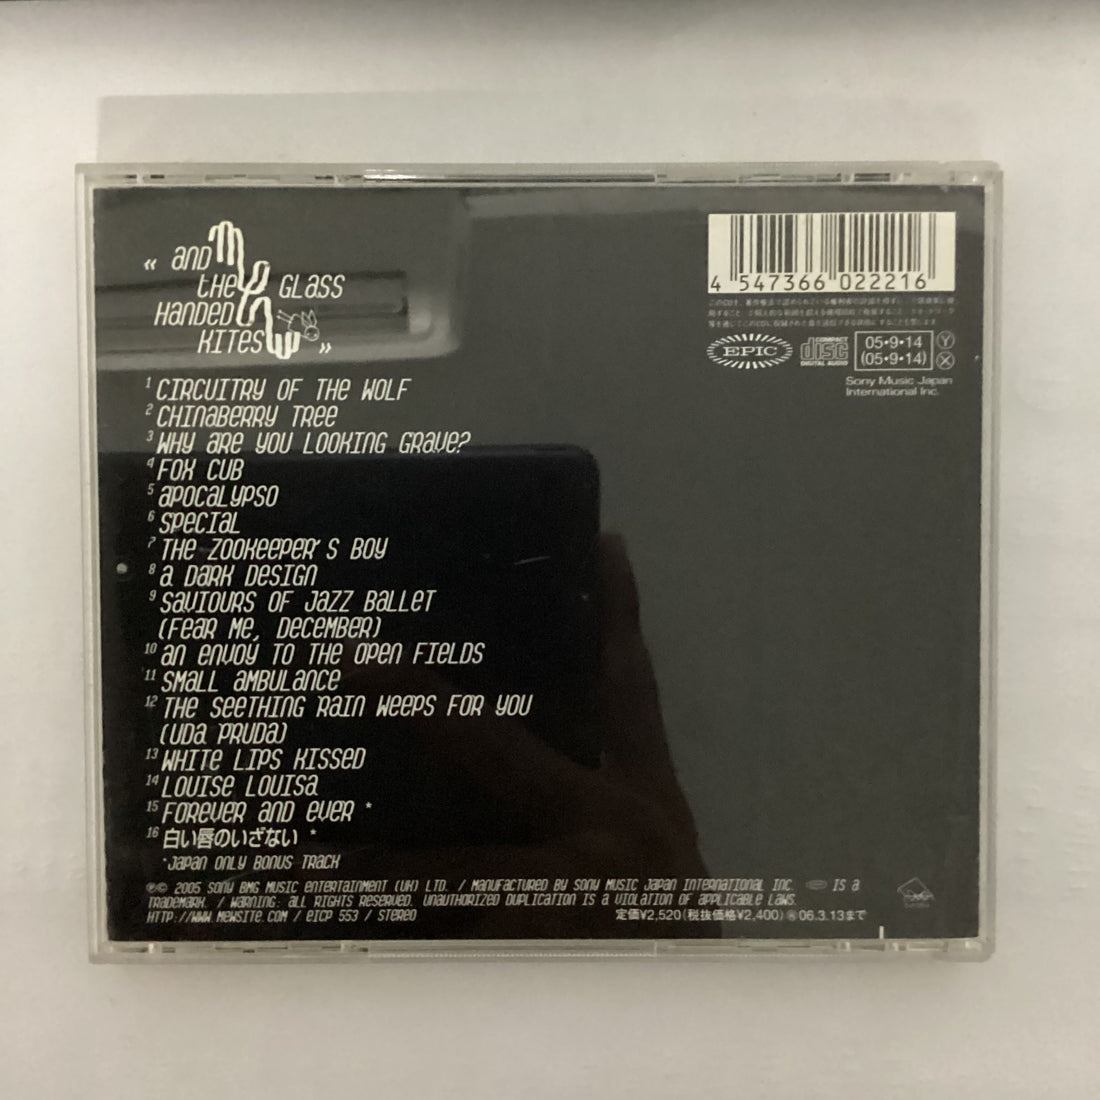 « and
the GLASS
HANDED
KITES »
mew
4 547366 022216
EPIC
COMPACT
disc
DIGITAL AUDIO
05•9•14
(05•9•14)
Y
X
Sony Music Japan
International Inc.
1 CIRCUITRY OF THE WOLF
2 CHINABERRY TREE
3 WHY ARE YOU LOOKING GRAVE?
4 FOX CUB
5 APOCALYPSO
6 SPECIAL
7 THE ZOOKEEPER'S BOY
8 A DARK DESIGN
9 SAVIOURS OF JAZZ BALLET
(FEAR ME, DECEMBER)
10 AN ENVOY TO THE OPEN FIELDS
11 SMALL AMBULANCE
12 THE SEETHING RAIN WEEPS FOR YOU
(UDA PRUDA)
13 WHITE LIPS KISSED
14 LOUISE LOUISA
15 FOREVER AND EVER *
16 白い唇のいざない *
*JAPAN ONLY BONUS TRACK
℗© 2005 SONY BMG MUSIC ENTERTAINMENT (UK) LTD. / MANUFACTURED BY SONY MUSIC JAPAN INTERNATIONAL INC. IS A
TRADEMARK. / WARNING: ALL RIGHTS RESERVED. UNAUTHORIZED DUPLICATION IS A VIOLATION OF APPLICABLE LAWS.
HTTP://WWW.MEWSITE.COM / EICP 553 / STEREO
定価¥2,520(税抜価格¥2,400)㋐06.3.13まで